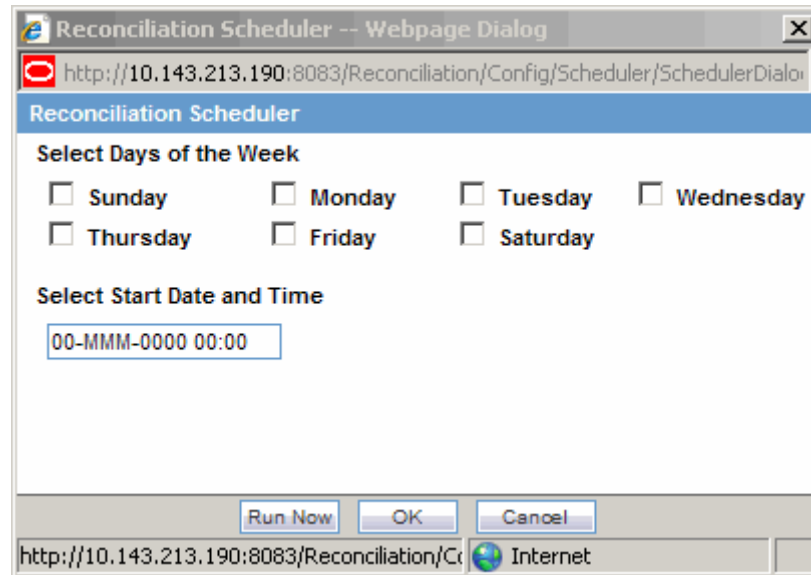 Reconciliation Scheduler -- Webpage Dialog
http://10.143.213.190:8083/Reconciliation/Config/Scheduler/SchedulerDialo
Reconciliation Scheduler
Select Days of the Week
Sunday Monday Tuesday Wednesday
Thursday Friday Saturday
Select Start Date and Time
00-MMM-0000 00:00
Run Now OK Cancel
http://10.143.213.190:8083/Reconciliation/Co Internet